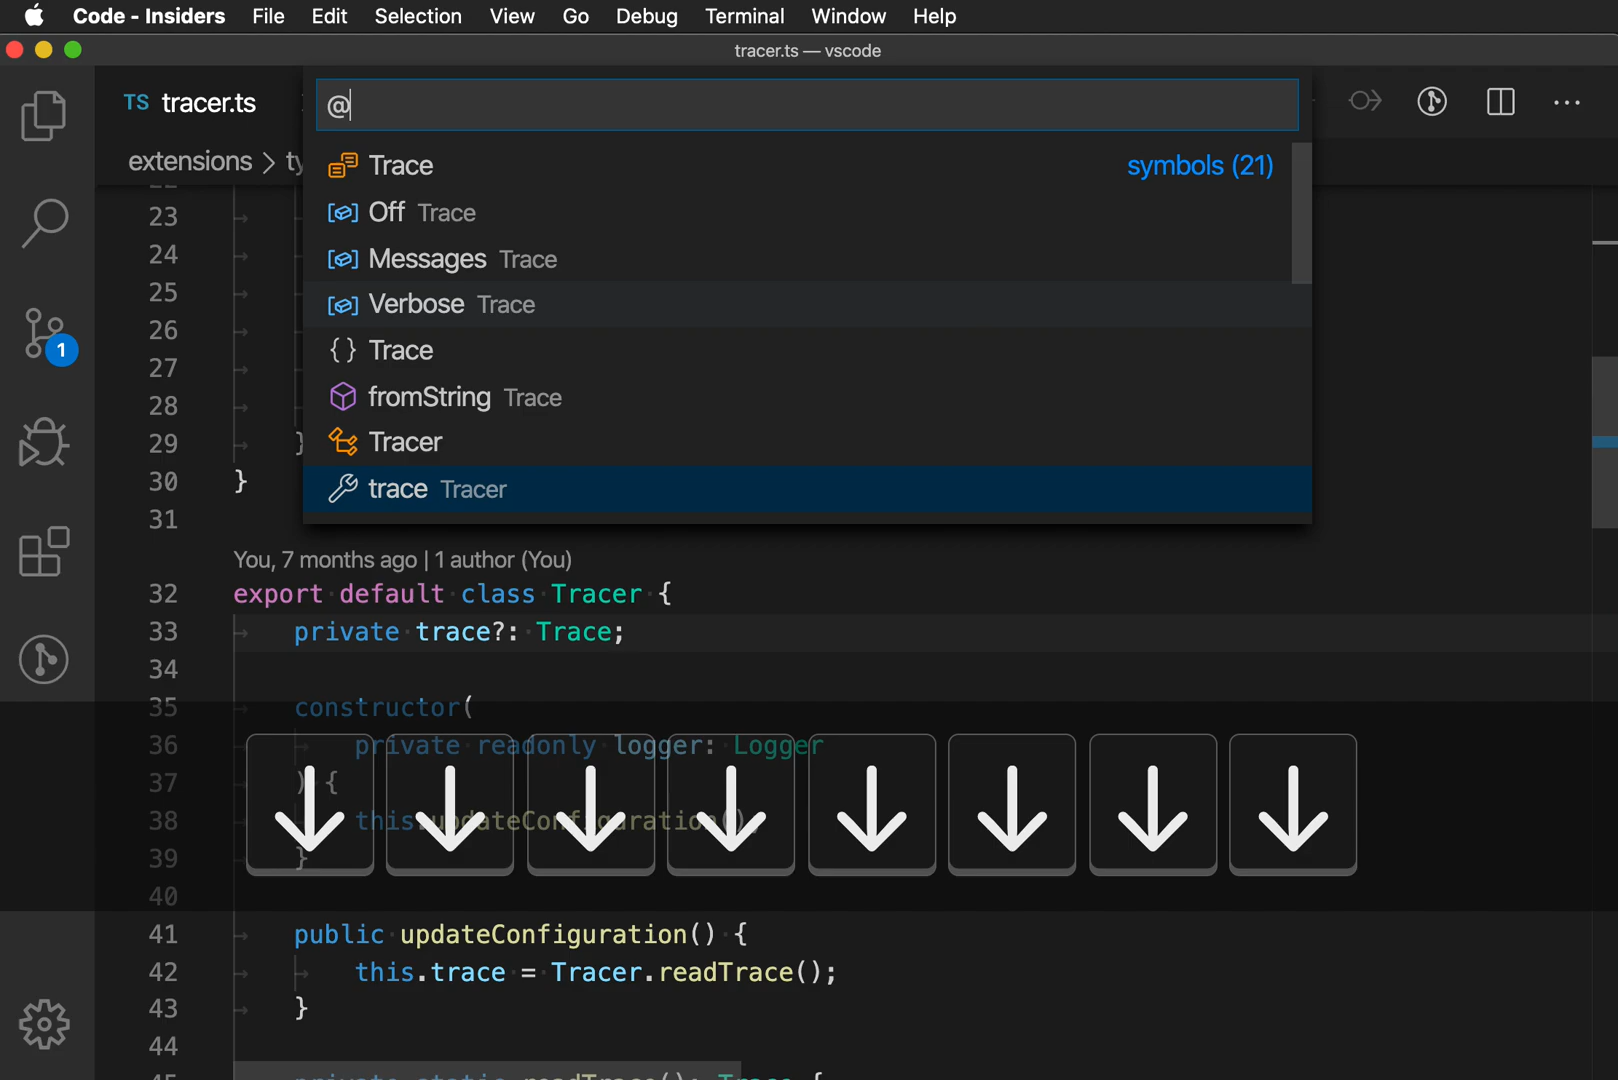 Code - Insiders File Edit Selection View Go Debug Terminal Window Help
tracer.ts — vscode
TS tracer.ts
@
extensions >
Trace symbols (21)
Off Trace
Messages Trace
Verbose Trace
{} Trace
fromString Trace
Tracer
trace Tracer
1
23
24
25
26
27
28
29 }
30 }
31
You, 7 months ago | 1 author (You)
32 export default class Tracer {
33 private trace?: Trace;
34
35 constructor(
36 private readonly logger: Logger
37 ) {
38 this.updateConfiguration();
39 }
40
41 public updateConfiguration() {
42 this.trace = Tracer.readTrace();
43 }
44